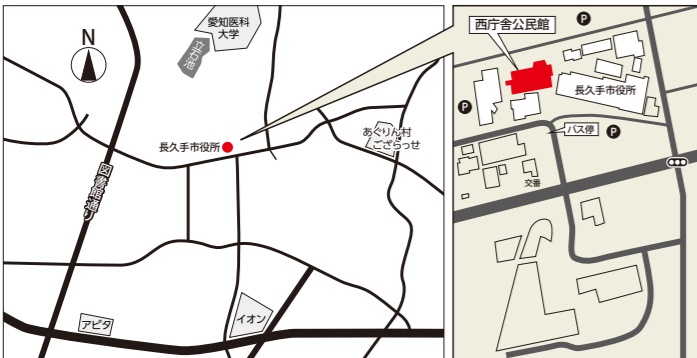 N
愛知医科
大学
立石池
長久手市役所
あぐりん村
ござらっせ
図書館通り
アピタ
イオン
西庁舎公民館
P
長久手市役所
P
バス停
P
交番